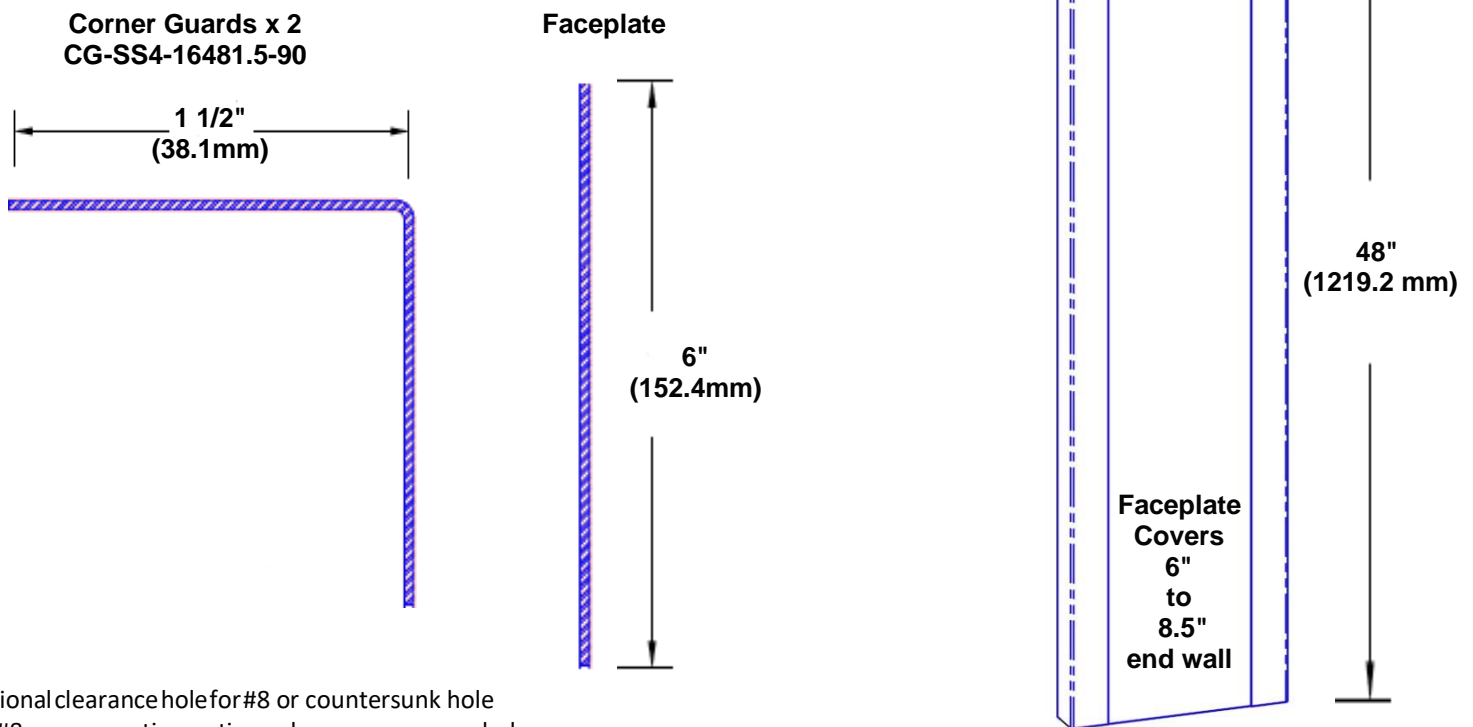 Corner Guards x 2
CG-SS4-16481.5-90
1 1/2"
(38.1mm)
Faceplate
6"
(152.4mm)
48"
(1219.2 mm)
Faceplate
Covers
6"
to
8.5"
end wall
ional clearance hole for #8 or countersunk hole